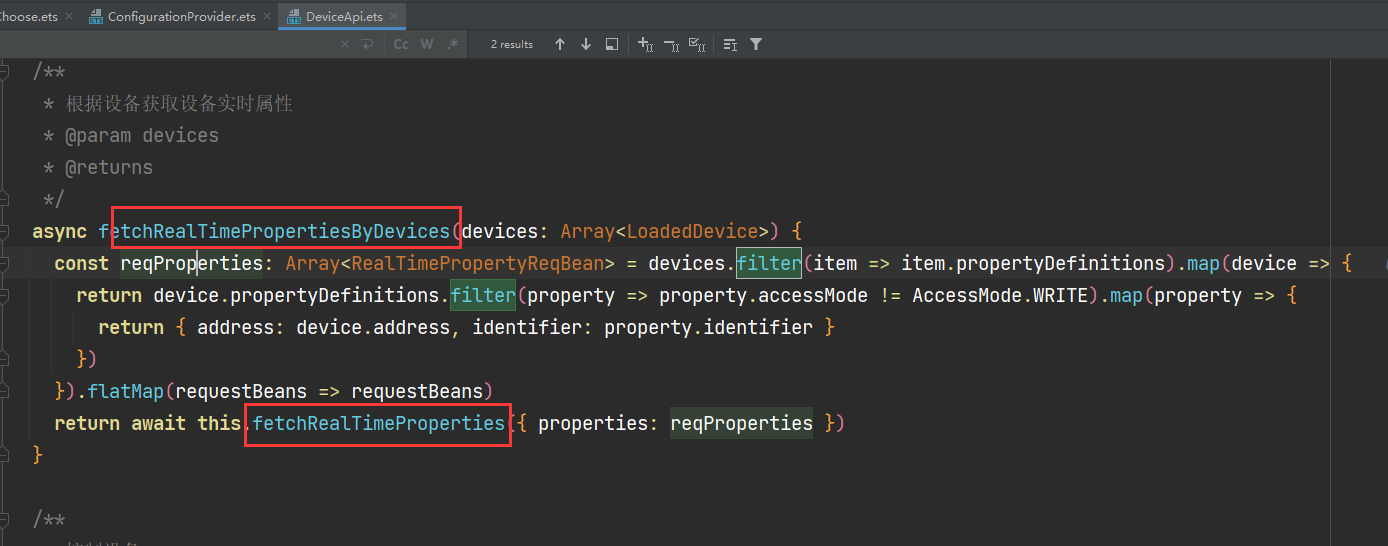 Choose.ets
ConfigurationProvider.ets
DeviceApi.ets
Cc W .*
2 results
/**
* 根据设备获取设备实时属性
* @param devices
* @returns
*/
async fetchRealTimePropertiesByDevices(devices: Array<LoadedDevice>) {
const reqProperties: Array<RealTimePropertyReqBean> = devices.filter(item => item.propertyDefinitions).map(device => {
return device.propertyDefinitions.filter(property => property.accessMode != AccessMode.WRITE).map(property => {
return { address: device.address, identifier: property.identifier }
})
}).flatMap(requestBeans => requestBeans)
return await this.fetchRealTimeProperties({ properties: reqProperties })
}
/**